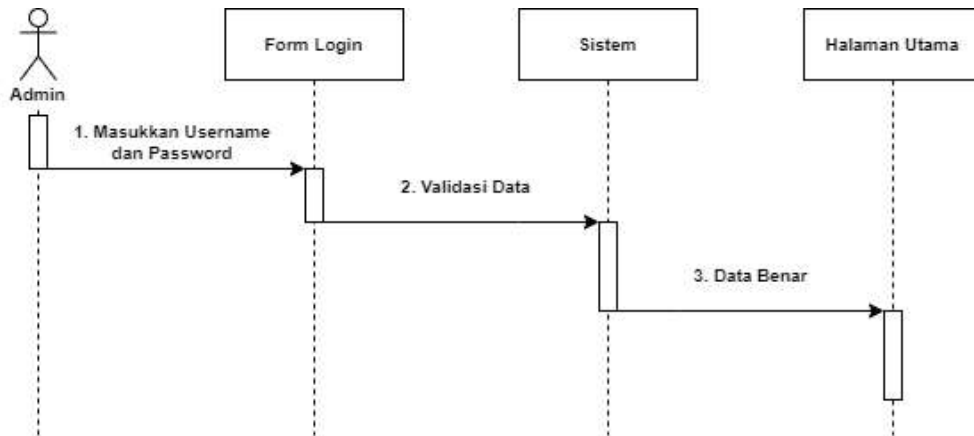 Form Login
Sistem
Halaman Utama
Admin
1. Masukkan Username
dan Password
2. Validasi Data
3. Data Benar